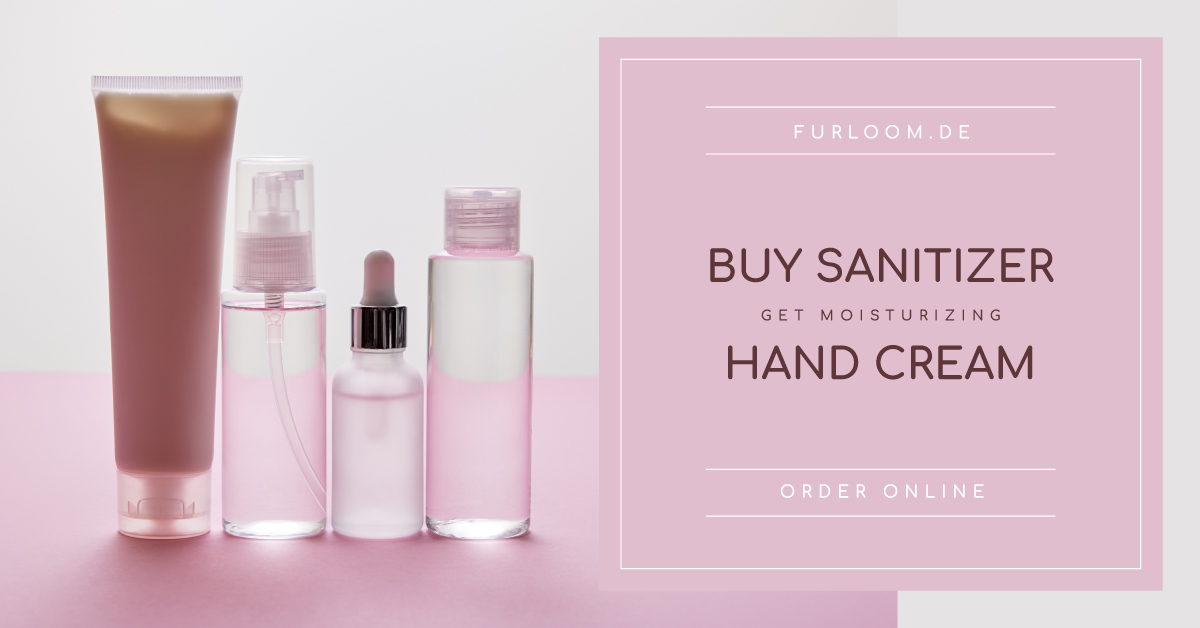 FURLOOM.DE
BUY SANITIZER
GET MOISTURIZING
HAND CREAM
ORDER ONLINE